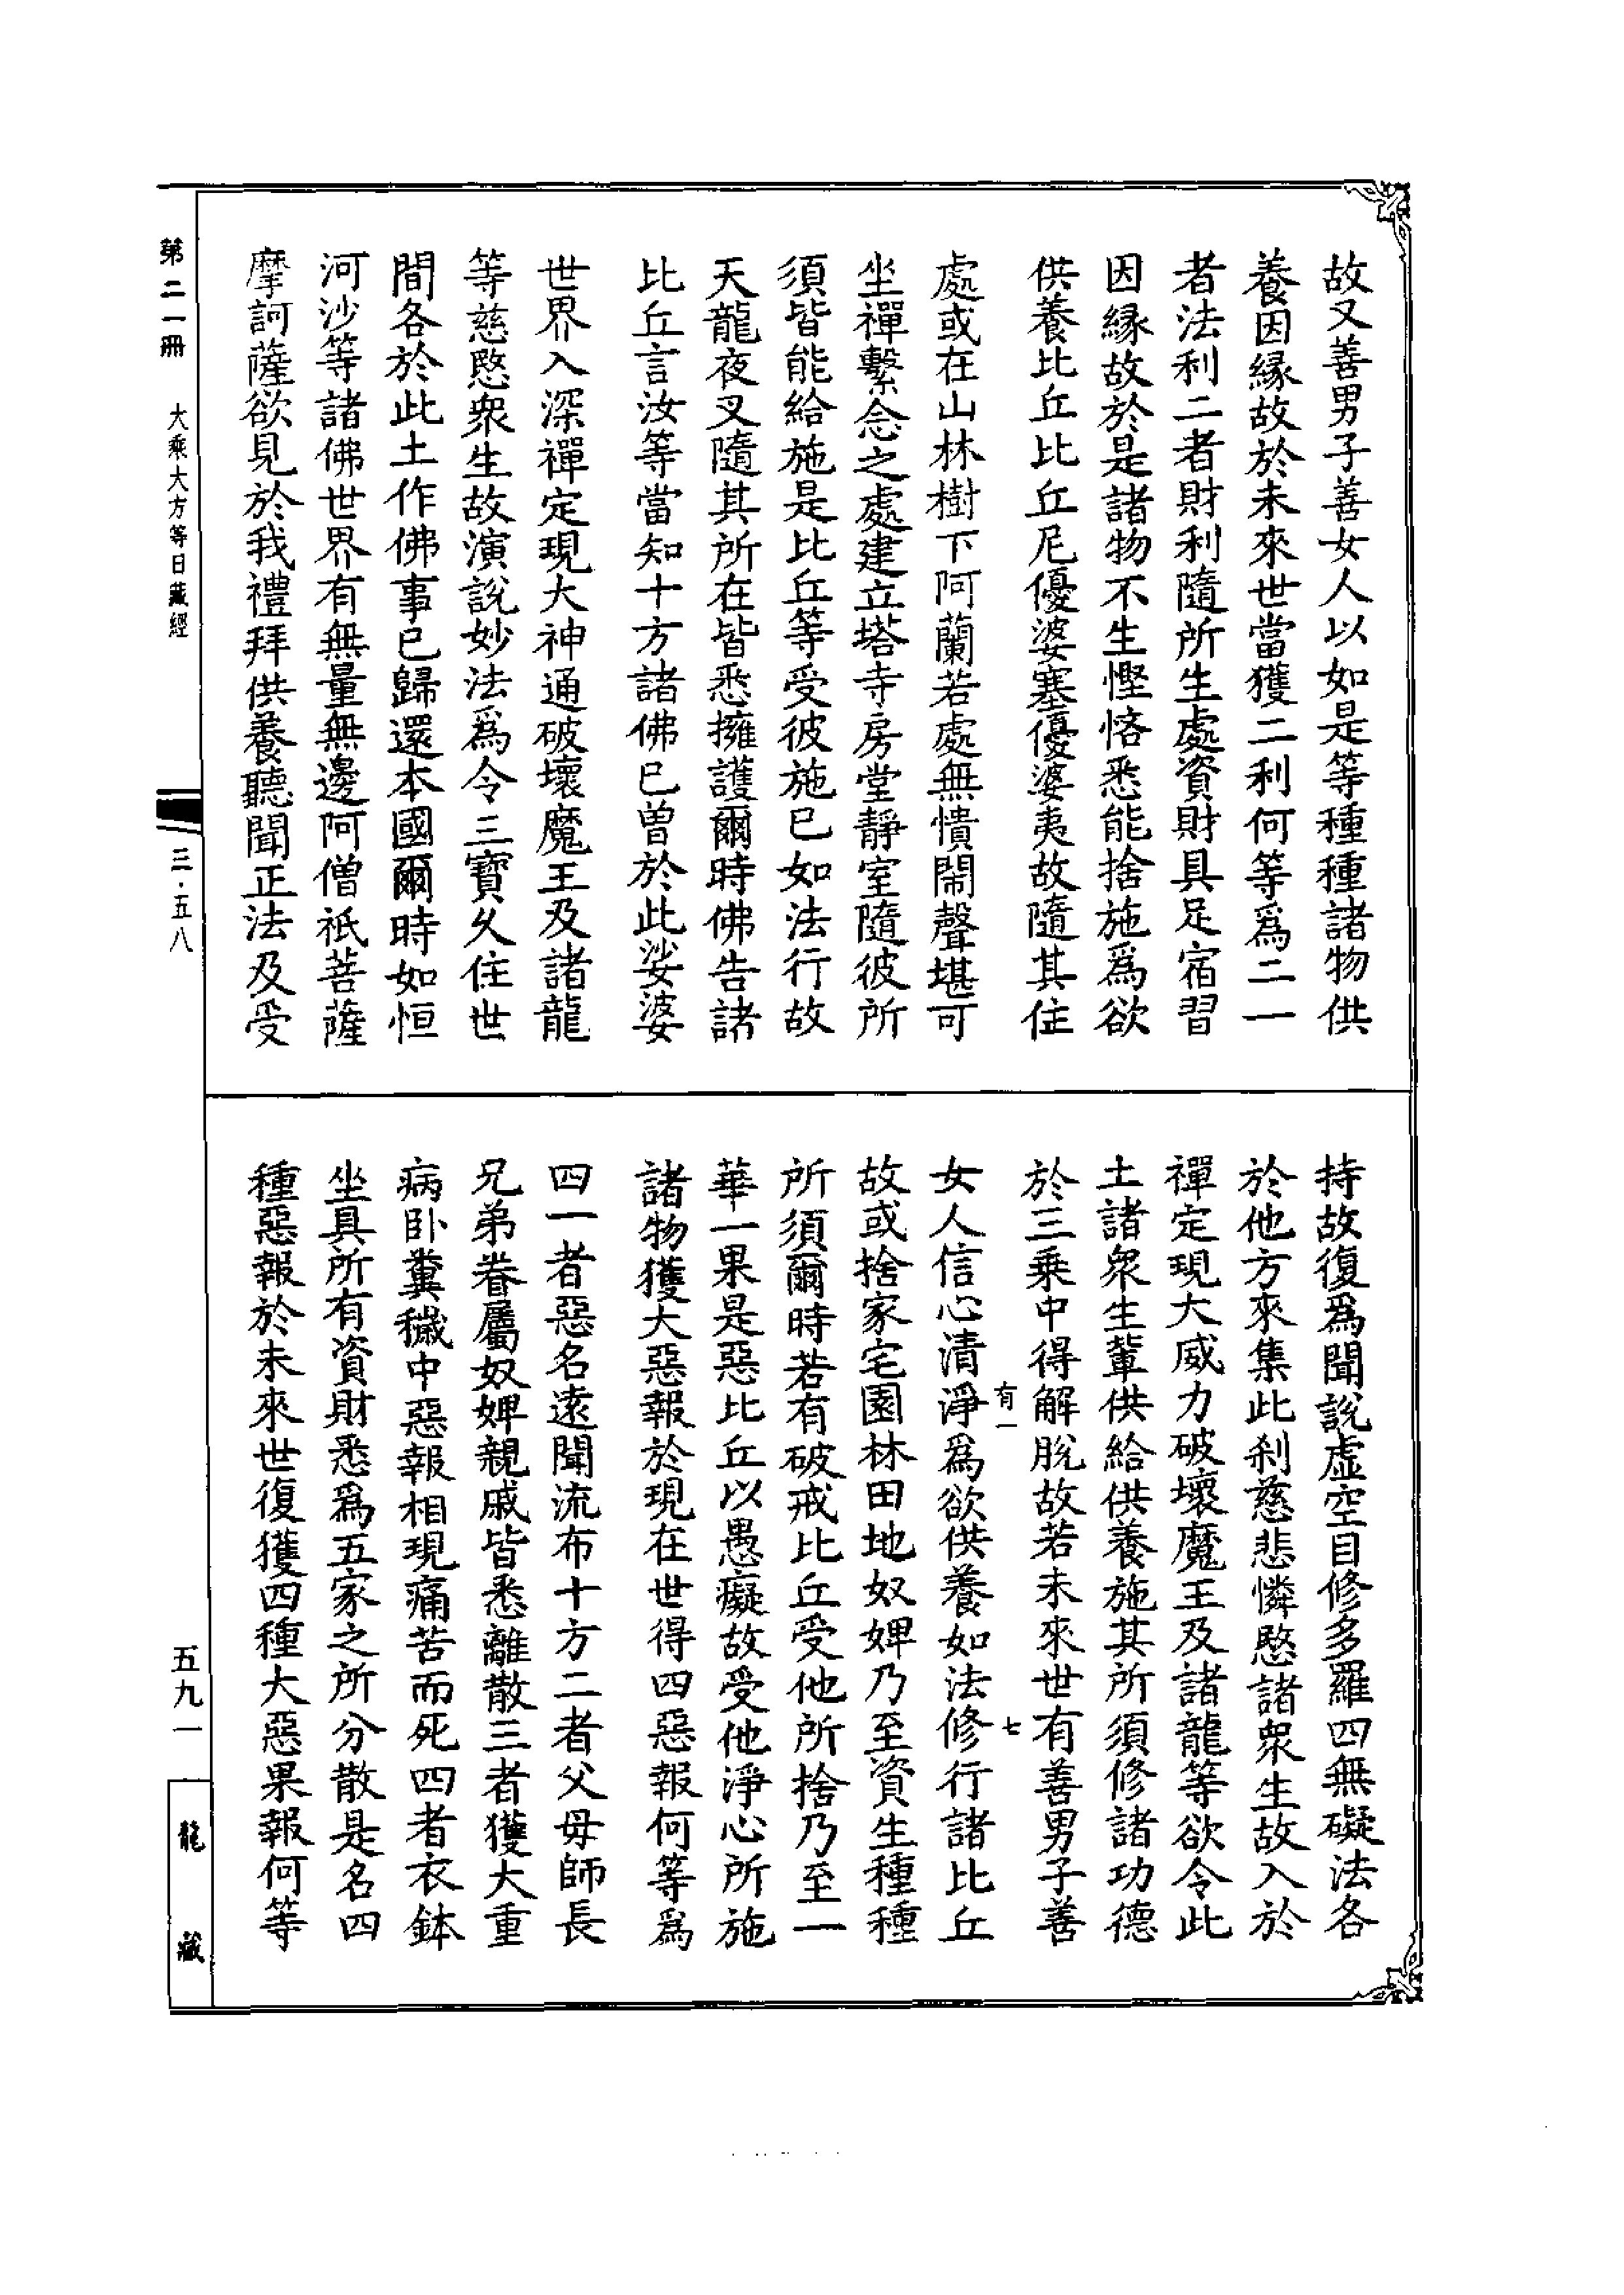 故又善男子善女人以如是等種種諸物供
養因緣故於未來世當獲二利何等爲二一
者法利二者財利隨所生處資財具足宿習
因緣故於是諸物不生慳悋悉能捨施爲欲
供養比丘比丘尼優婆塞優婆夷故隨其住
處或在山林樹下阿蘭若處無憒閙聲堪可
坐禪繫念之處建立塔寺房堂靜室隨彼所
須皆能給施是比丘等受彼施已如法行故
天龍夜叉隨其所在皆悉擁護爾時佛告諸
比丘言汝等當知十方諸佛已曾於此娑婆
世界入深禪定現大神通破壞魔王及諸龍
等慈愍衆生故演說妙法爲令三寶久住世
間各於此土作佛事已歸還本國爾時如恒
河沙等諸佛世界有無量無邊阿僧祇菩薩
摩訶薩欲見於我禮拜供養聽聞正法及受
持故復爲聞說虛空目修多羅四無礙法各
於他方來集此刹慈悲憐愍諸衆生故入於
禪定現大威力破壞魔王及諸龍等欲令此
土諸衆生輩供給供養施其所須修諸功德
於三乘中得解脫故若未來世有善男子善
有一 七
女人信心清淨爲欲供養如法修行諸比丘
故或捨家宅園林田地奴婢乃至資生種種
所須爾時若有破戒比丘受他所捨乃至一
華一果是惡比丘以愚癡故受他淨心所施
諸物獲大惡報於現在世得四惡報何等爲
四一者惡名遠聞流布十方二者父母師長
兄弟眷屬奴婢親戚皆悉離散三者獲大重
病卧糞穢中惡報相現痛苦而死四者衣鉢
坐具所有資財悉爲五家之所分散是名四
種惡報於未來世復獲四種大惡果報何等
第二一冊 大乘大方等日藏經
三·五八
五九一
龍藏